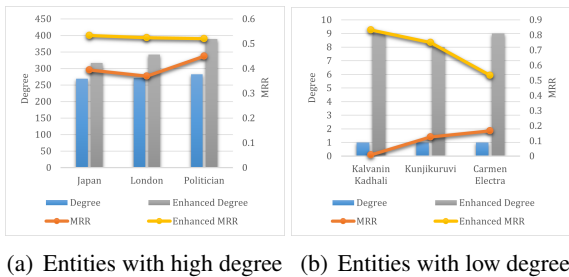 450 400 350 300 250 200 150 100 50 0
Degree
0.6 0.5 0.4 0.3 0.2 0.1 0
MRR
Japan London Politician
Degree Enhanced Degree
MRR Enhanced MRR
(a) Entities with high degree
10 9 8 7 6 5 4 3 2 1 0
Degree
0.9 0.8 0.7 0.6 0.5 0.4 0.3 0.2 0.1 0
MRR
Kalvanin Kunjikuruvi Carmen
Kadhali Electra
Degree Enhanced Degree
MRR Enhanced MRR
(b) Entities with low degree